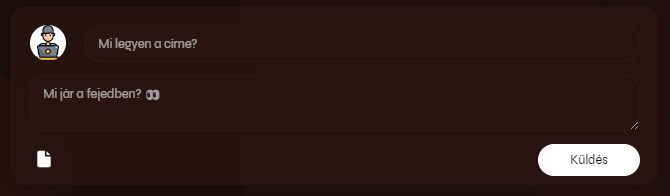 Mi legyen a címe?
Mi jár a fejedben? 👀
Küldés